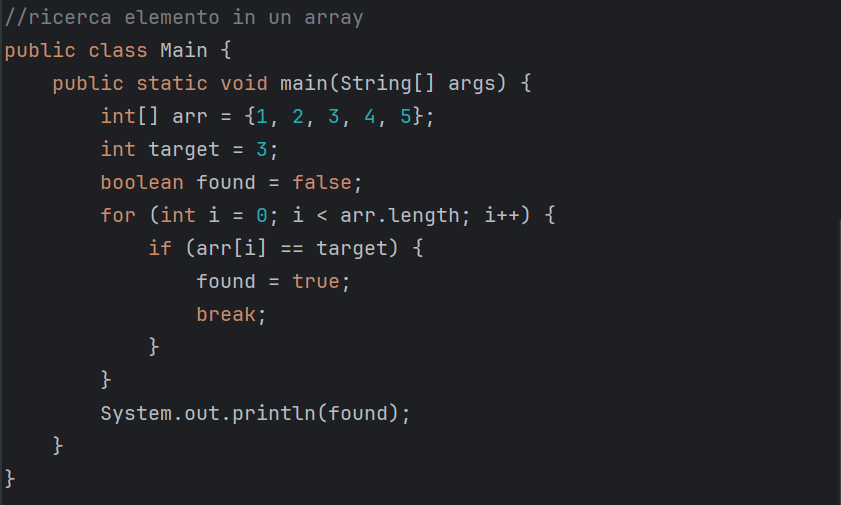 //ricerca elemento in un array
public class Main {
    public static void main(String[] args) {
        int[] arr = {1, 2, 3, 4, 5};
        int target = 3;
        boolean found = false;
        for (int i = 0; i < arr.length; i++) {
            if (arr[i] == target) {
                found = true;
                break;
            }
        }
        System.out.println(found);
    }
}